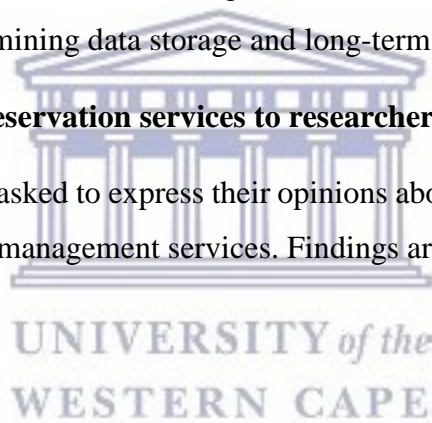 mining data storage and long-term
eservation services to researcher
asked to express their opinions abo
management services. Findings ar
UNIVERSITY of the
WESTERN CAPE